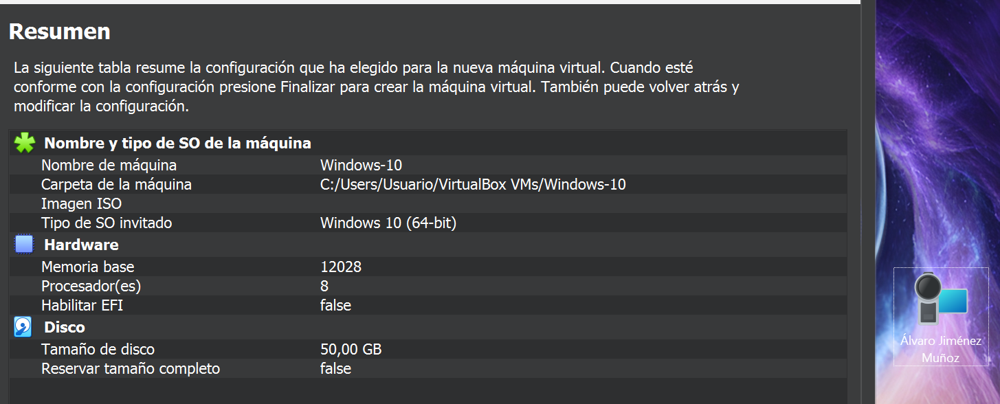 Resumen
La siguiente tabla resume la configuración que ha elegido para la nueva máquina virtual. Cuando esté
conforme con la configuración presione Finalizar para crear la máquina virtual. También puede volver atrás y
modificar la configuración.
Nombre y tipo de SO de la máquina
Nombre de máquina Windows-10
Carpeta de la máquina C:/Users/Usuario/VirtualBox VMs/Windows-10
Imagen ISO
Tipo de SO invitado Windows 10 (64-bit)
Hardware
Memoria base 12028
Procesador(es) 8
Habilitar EFI false
Disco
Tamaño de disco 50,00 GB
Reservar tamaño completo false
Álvaro Jiménez
Muñoz